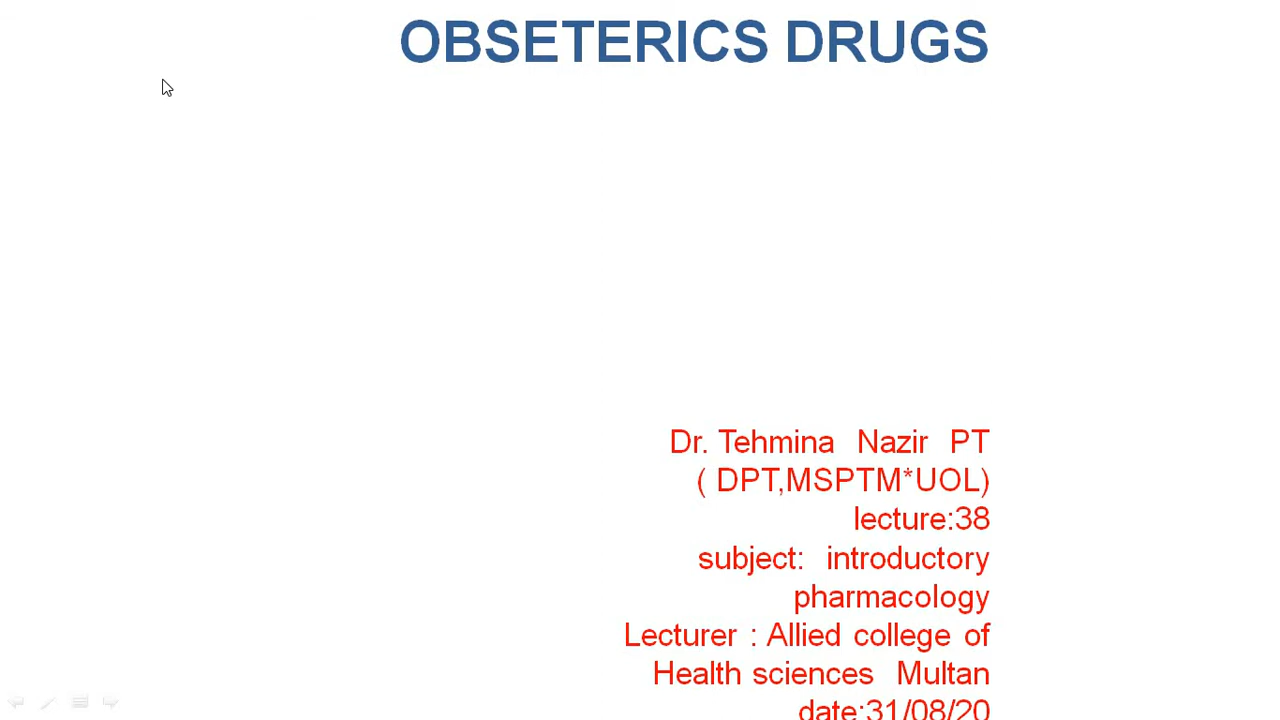 OBSETERICS DRUGS
Dr. Tehmina Nazir PT
( DPT,MSPTM*UOL)
lecture:38
subject: introductory
pharmacology
Lecturer : Allied college of
Health sciences Multan
date:31/08/20